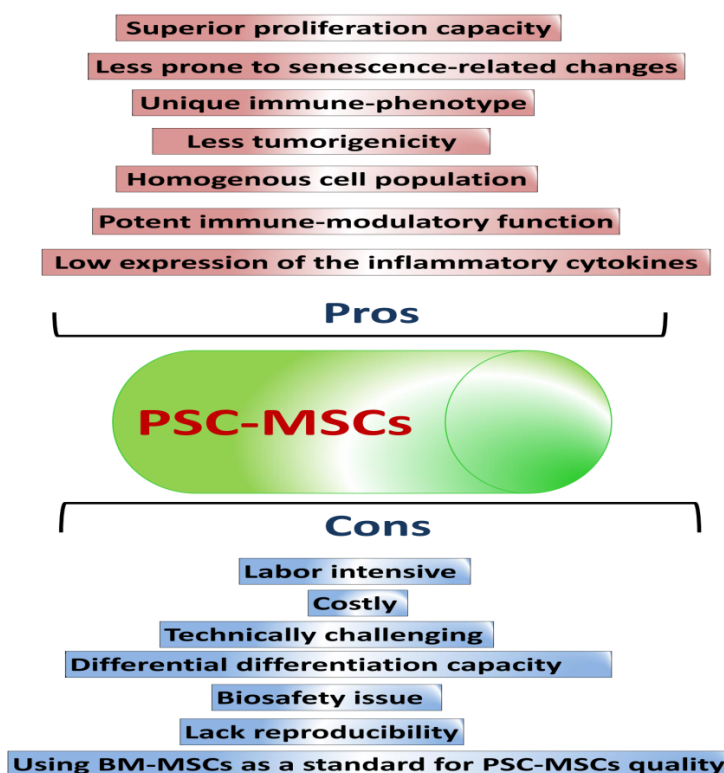 Superior proliferation capacity
Less prone to senescence-related changes
Unique immune-phenotype
Less tumorigenicity
Homogenous cell population
Potent immune-modulatory function
Low expression of the inflammatory cytokines
Pros
PSC-MSCs
Cons
Labor intensive
Costly
Technically challenging
Differential differentiation capacity
Biosafety issue
Lack reproducibility
Using BM-MSCs as a standard for PSC-MSCs quality